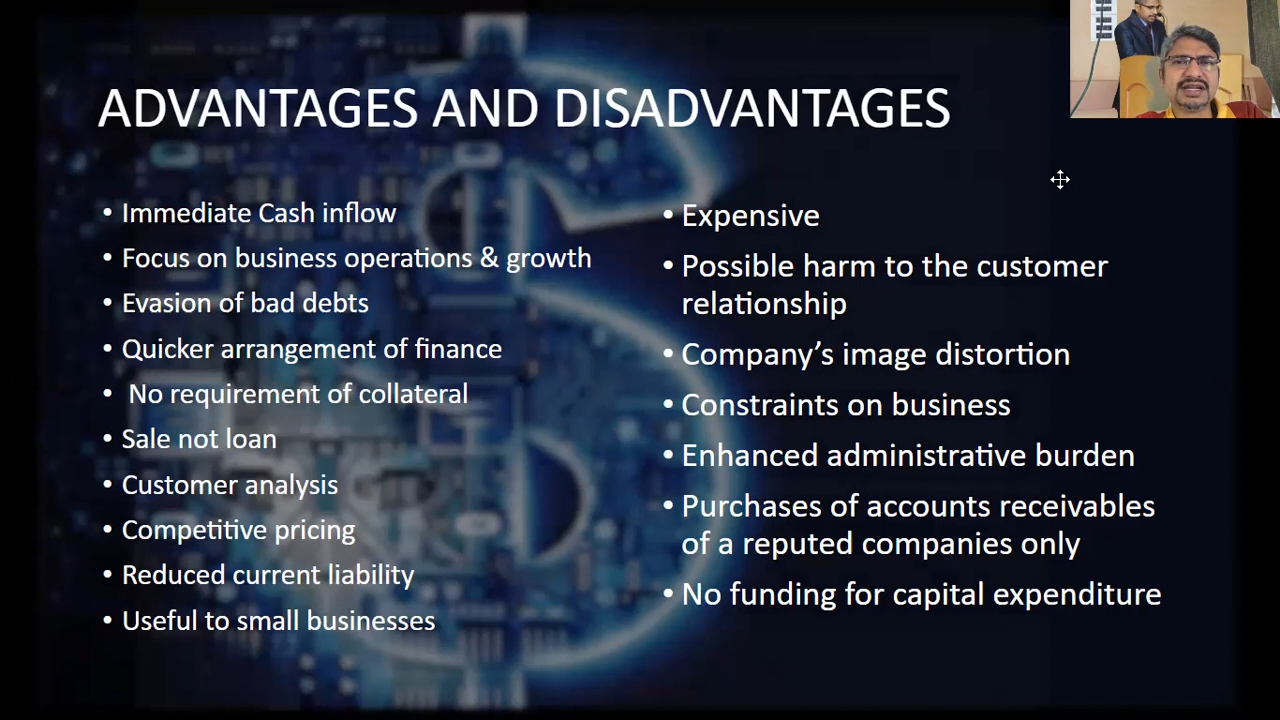 ADVANTAGES AND DISADVANTAGES
• Immediate Cash inflow
• Focus on business operations & growth
• Evasion of bad debts
• Quicker arrangement of finance
• No requirement of collateral
• Sale not loan
• Customer analysis
• Competitive pricing
• Reduced current liability
• Useful to small businesses
• Expensive
• Possible harm to the customer
relationship
• Company’s image distortion
• Constraints on business
• Enhanced administrative burden
• Purchases of accounts receivables
of a reputed companies only
• No funding for capital expenditure